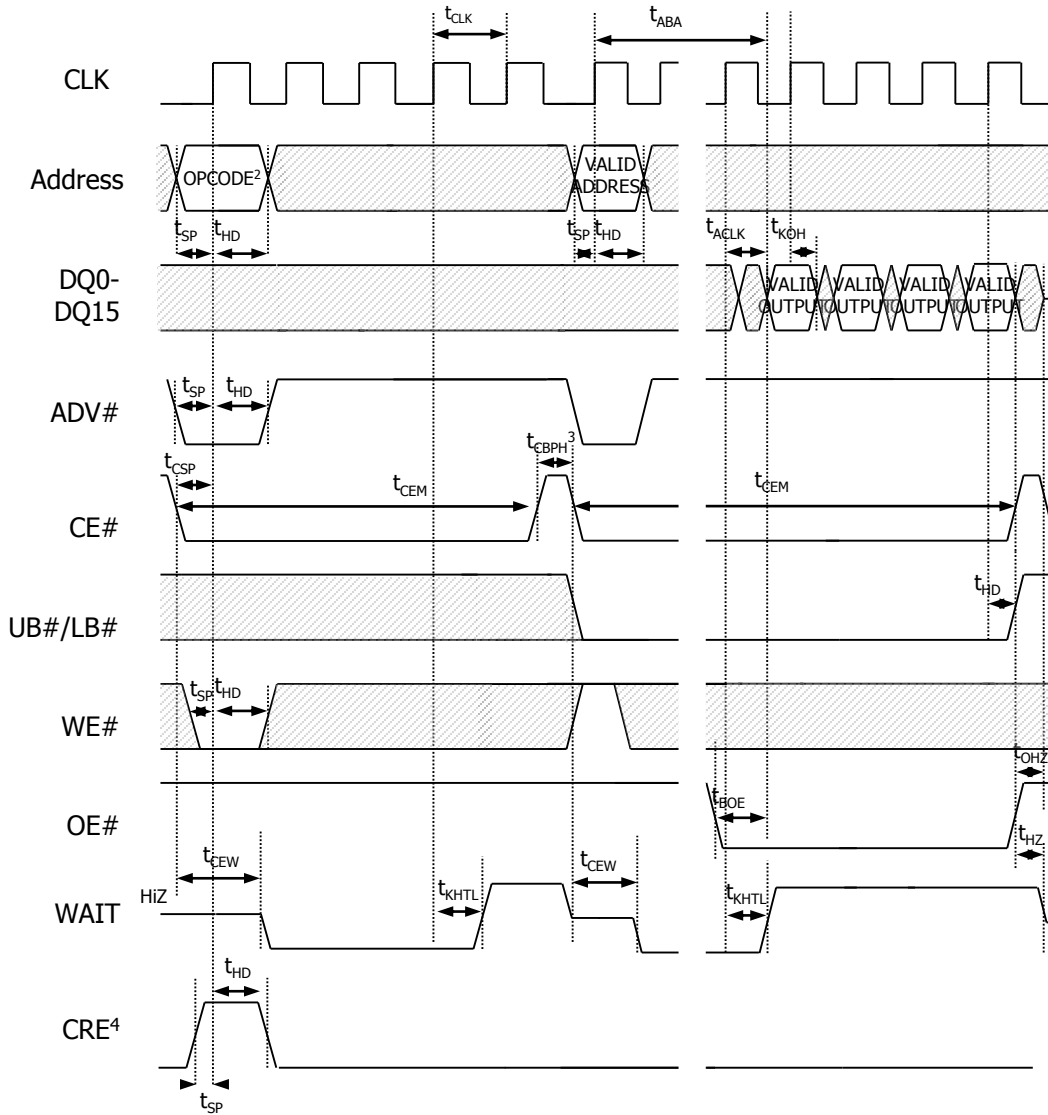 tCLK
tABA
CLK
Address
OPCODE2
VALID
ADDRESS
tSP
tHD
tSP
tHD
tACLK
tKOH
DQ0-
DQ15
VALID
OUTPUT
VALID
OUTPUT
VALID
OUTPUT
VALID
OUTPUT
ADV#
tSP
tHD
tCBPH3
tCSP
tCEM
tCEM
CE#
UB#/LB#
tHD
WE#
tSP
tHD
tOHZ
OE#
tBOE
tHZ
tCEW
tCEW
HiZ
WAIT
tKHTL
tKHTL
CRE4
tHD
tSP